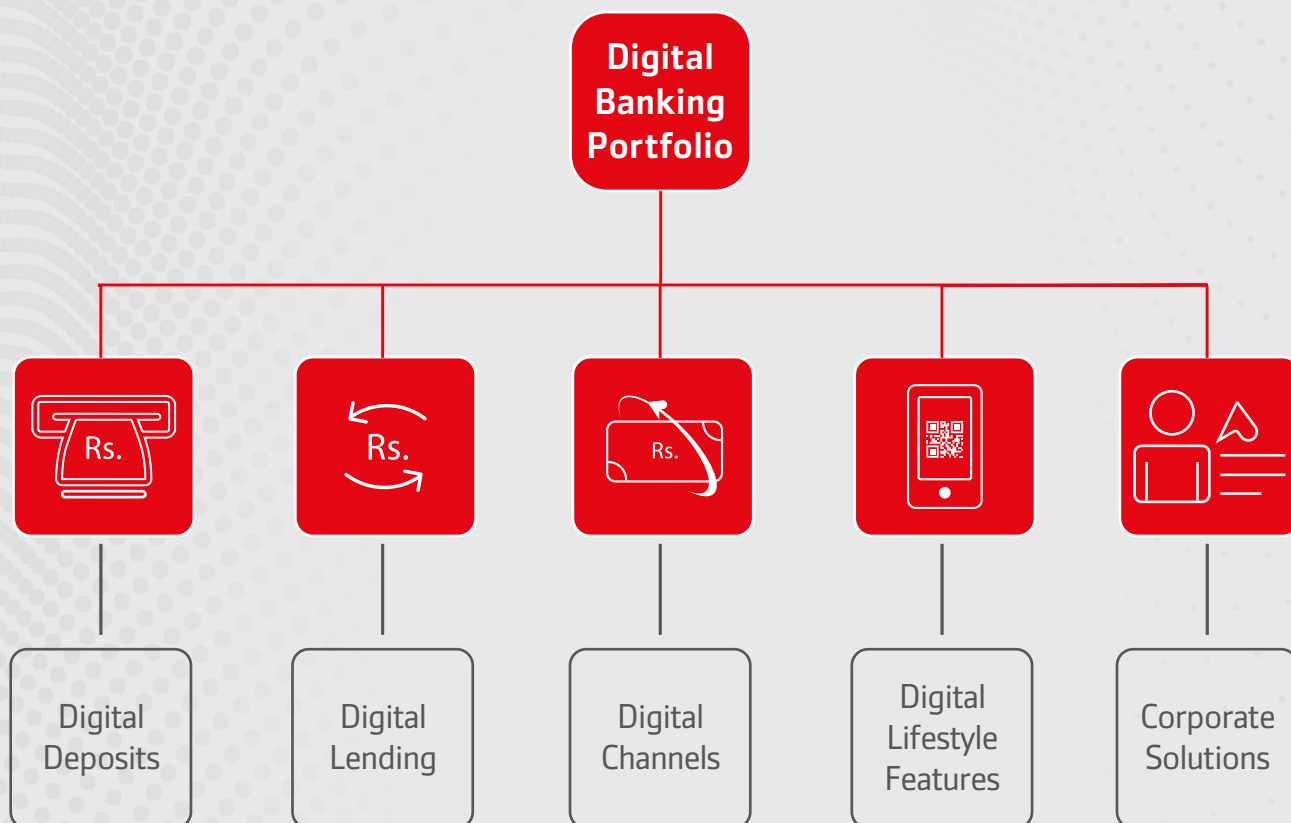 Digital
Banking
Portfolio
Rs.
Rs.
Rs.
Digital
Deposits
Digital
Lending
Digital
Channels
Digital
Lifestyle
Features
Corporate
Solutions